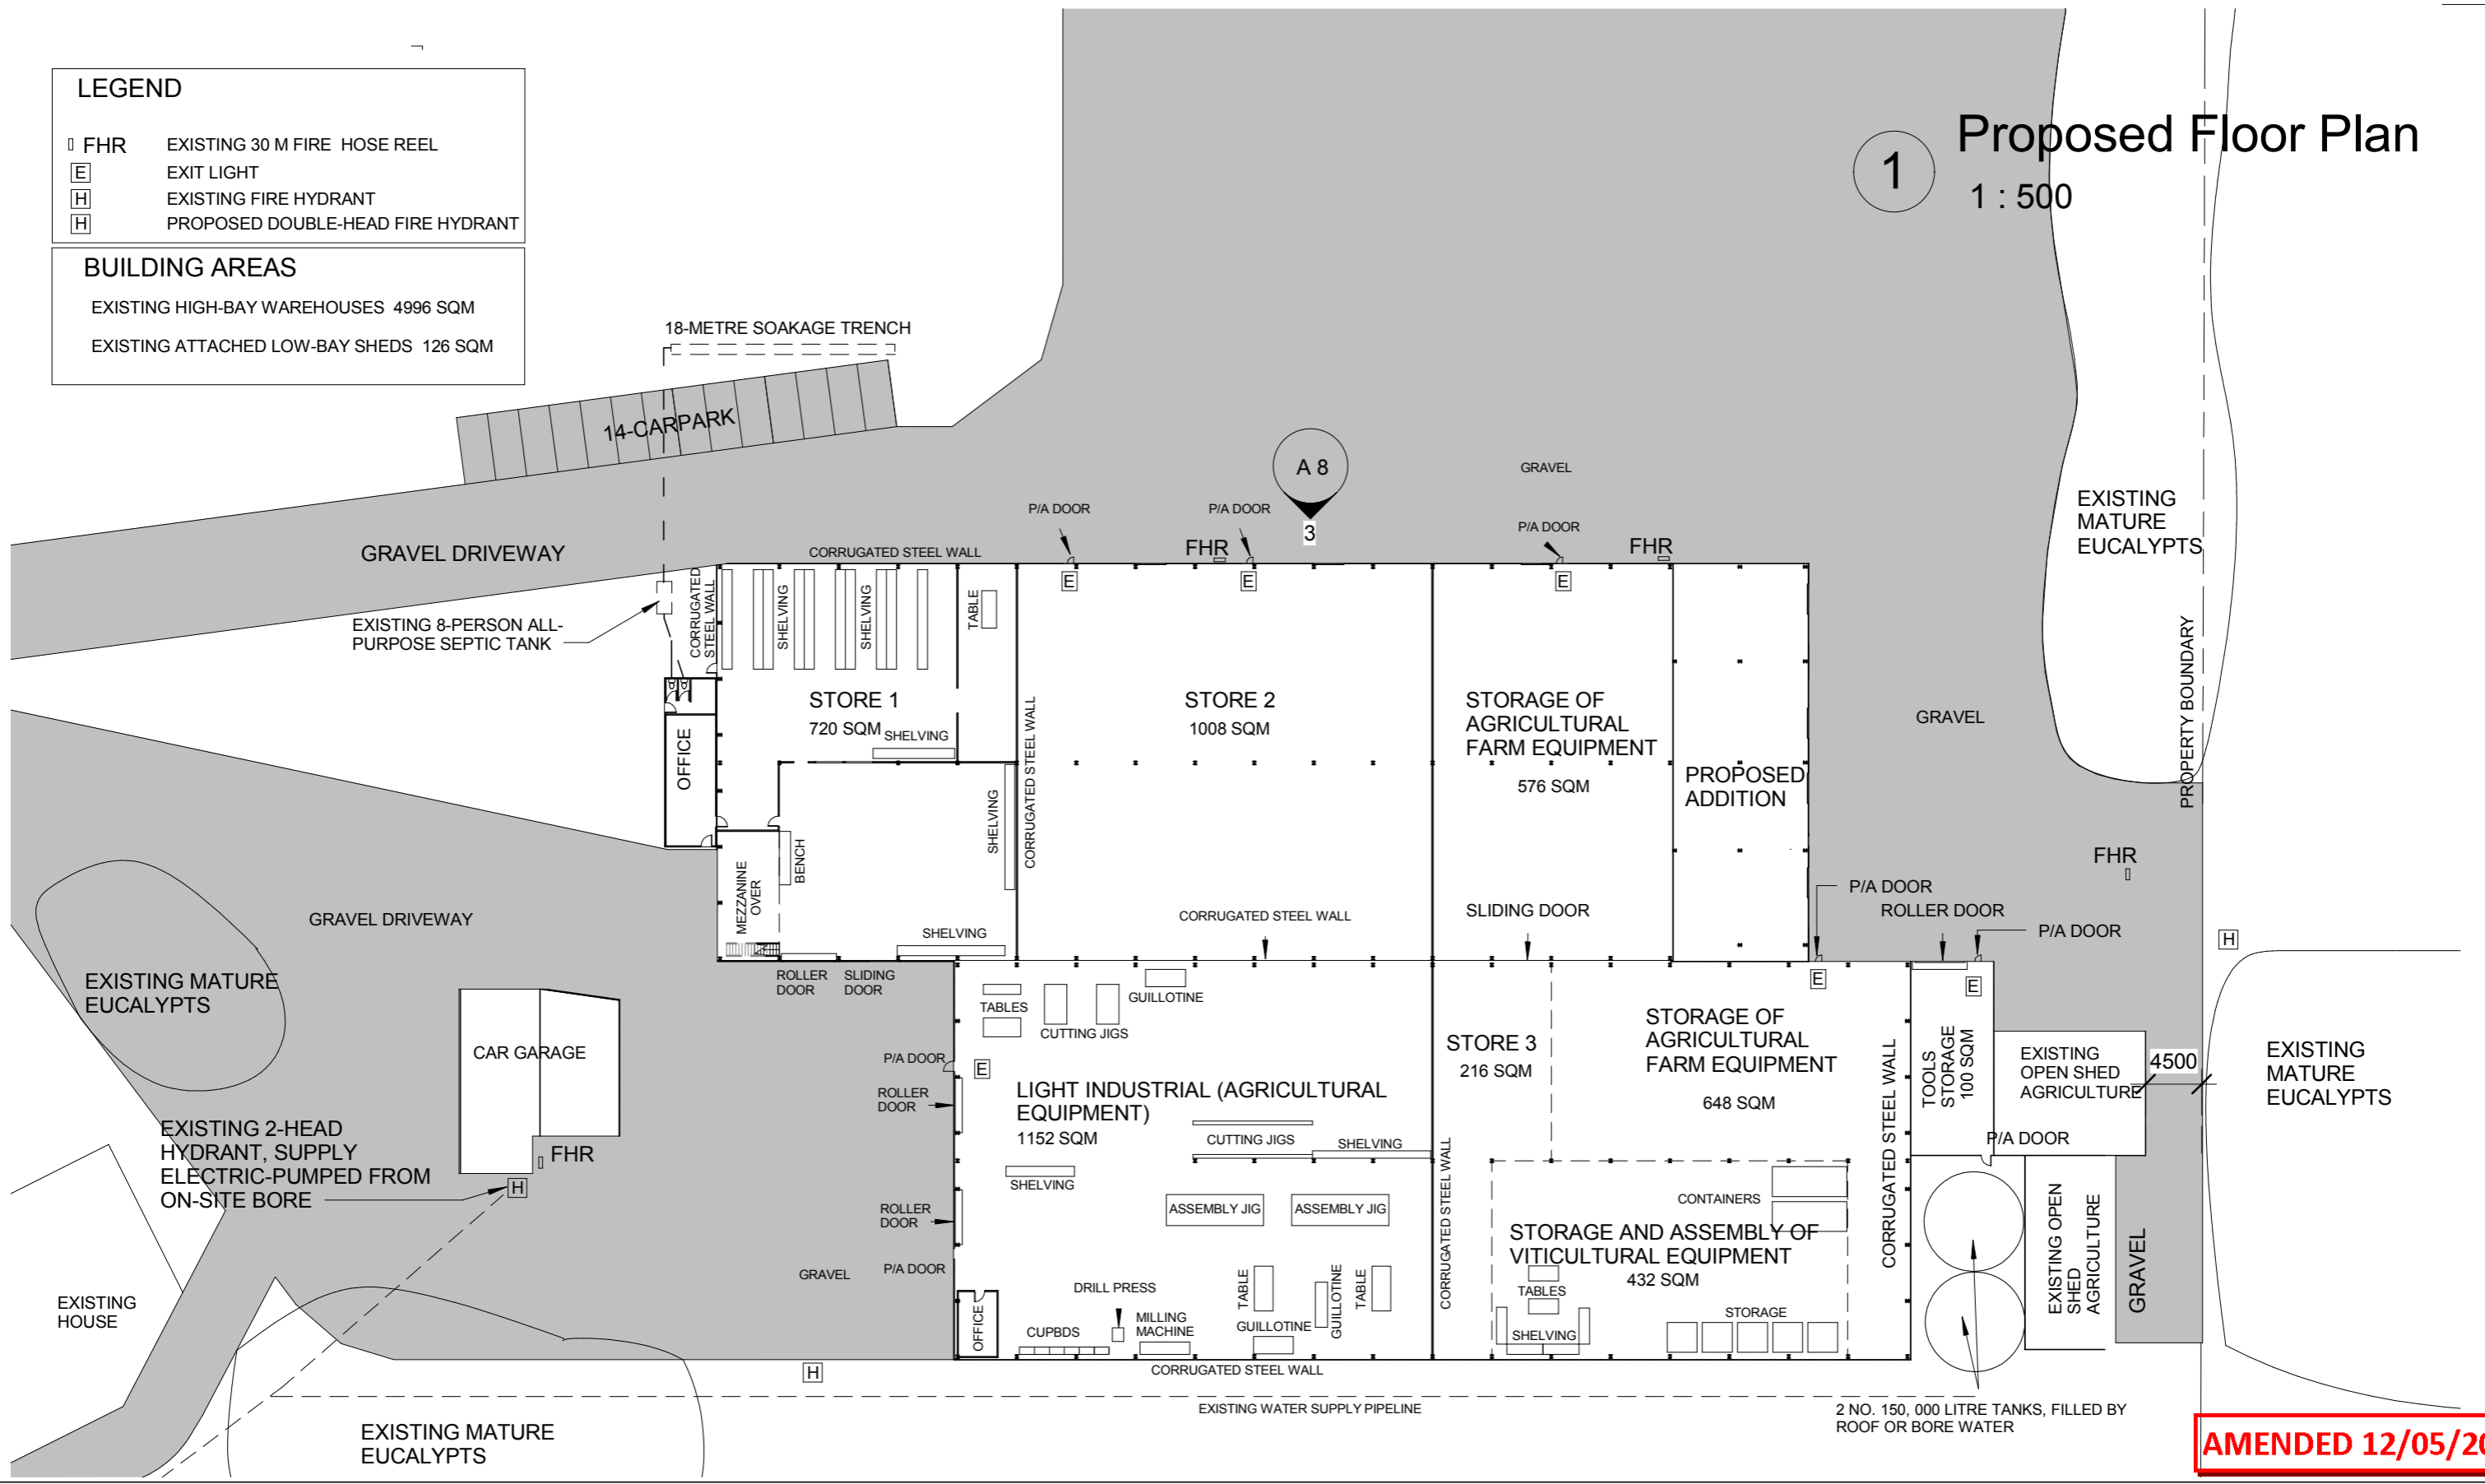 LEGEND
FHR EXISTING 30 M FIRE HOSE REEL
E EXIT LIGHT
H EXISTING FIRE HYDRANT
H PROPOSED DOUBLE-HEAD FIRE HYDRANT
BUILDING AREAS
EXISTING HIGH-BAY WAREHOUSES 4996 SQM
EXISTING ATTACHED LOW-BAY SHEDS 126 SQM
1
Proposed Floor Plan
1 : 500
18-METRE SOAKAGE TRENCH
14-CARPARK
A 8
3
GRAVEL
P/A DOOR
P/A DOOR
P/A DOOR
FHR
FHR
EXISTING
MATURE
EUCALYPTS
GRAVEL DRIVEWAY
CORRUGATED STEEL WALL
CORRUGATED
STEEL WALL
E
E
E
EXISTING 8-PERSON ALL-
PURPOSE SEPTIC TANK
SHELVING
SHELVING
TABLE
STORE 1
720 SQM
SHELVING
OFFICE
STORE 2
1008 SQM
CORRUGATED STEEL WALL
STORAGE OF
AGRICULTURAL
FARM EQUIPMENT
576 SQM
PROPOSED
ADDITION
GRAVEL
PROPERTY BOUNDARY
SHELVING
BENCH
MEZZANINE
OVER
SHELVING
CORRUGATED STEEL WALL
SLIDING DOOR
FHR
P/A DOOR
ROLLER DOOR
P/A DOOR
H
GRAVEL DRIVEWAY
EXISTING MATURE
EUCALYPTS
ROLLER
DOOR
SLIDING
DOOR
TABLES
CUTTING JIGS
GUILLOTINE
E
E
CAR GARAGE
P/A DOOR
E
ROLLER
DOOR
LIGHT INDUSTRIAL (AGRICULTURAL
EQUIPMENT)
1152 SQM
STORE 3
216 SQM
STORAGE OF
AGRICULTURAL
FARM EQUIPMENT
648 SQM
CORRUGATED STEEL WALL
TOOLS
STORAGE
100 SQM
EXISTING
OPEN SHED
AGRICULTURE
4500
EXISTING
MATURE
EUCALYPTS
EXISTING 2-HEAD
HYDRANT, SUPPLY
ELECTRIC-PUMPED FROM
ON-SITE BORE
FHR
H
CUTTING JIGS
SHELVING
SHELVING
P/A DOOR
CORRUGATED STEEL WALL
ROLLER
DOOR
ASSEMBLY JIG
ASSEMBLY JIG
CONTAINERS
STORAGE AND ASSEMBLY OF
VITICULTURAL EQUIPMENT
432 SQM
EXISTING OPEN
SHED
AGRICULTURE
GRAVEL
GRAVEL
P/A DOOR
DRILL PRESS
TABLE
GUILLOTINE
TABLE
TABLES
EXISTING
HOUSE
OFFICE
CUPBDS
MILLING
MACHINE
GUILLOTINE
SHELVING
STORAGE
H
CORRUGATED STEEL WALL
EXISTING WATER SUPPLY PIPELINE
2 NO. 150, 000 LITRE TANKS, FILLED BY
ROOF OR BORE WATER
EXISTING MATURE
EUCALYPTS
AMENDED 12/05/20